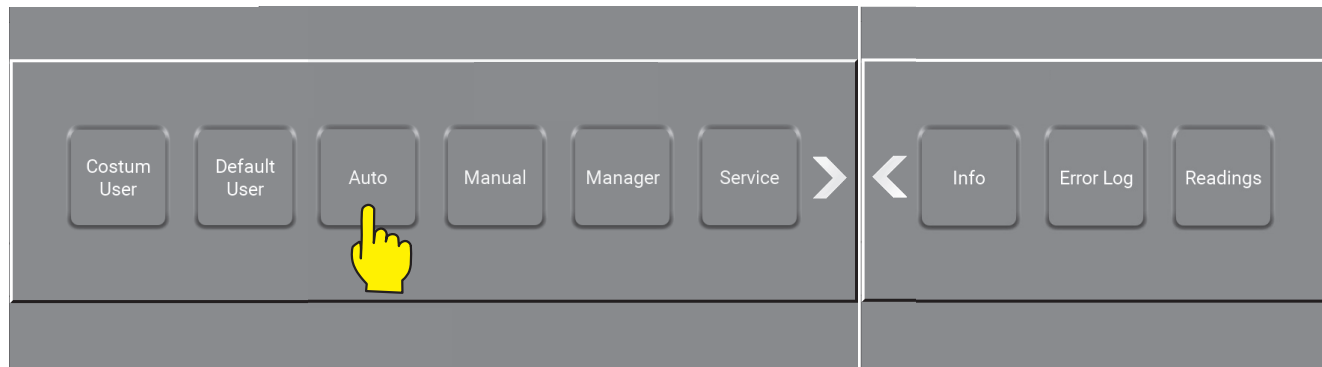 Costum
User
Default
User
Auto
Manual
Manager
Service
Info
Error Log
Readings